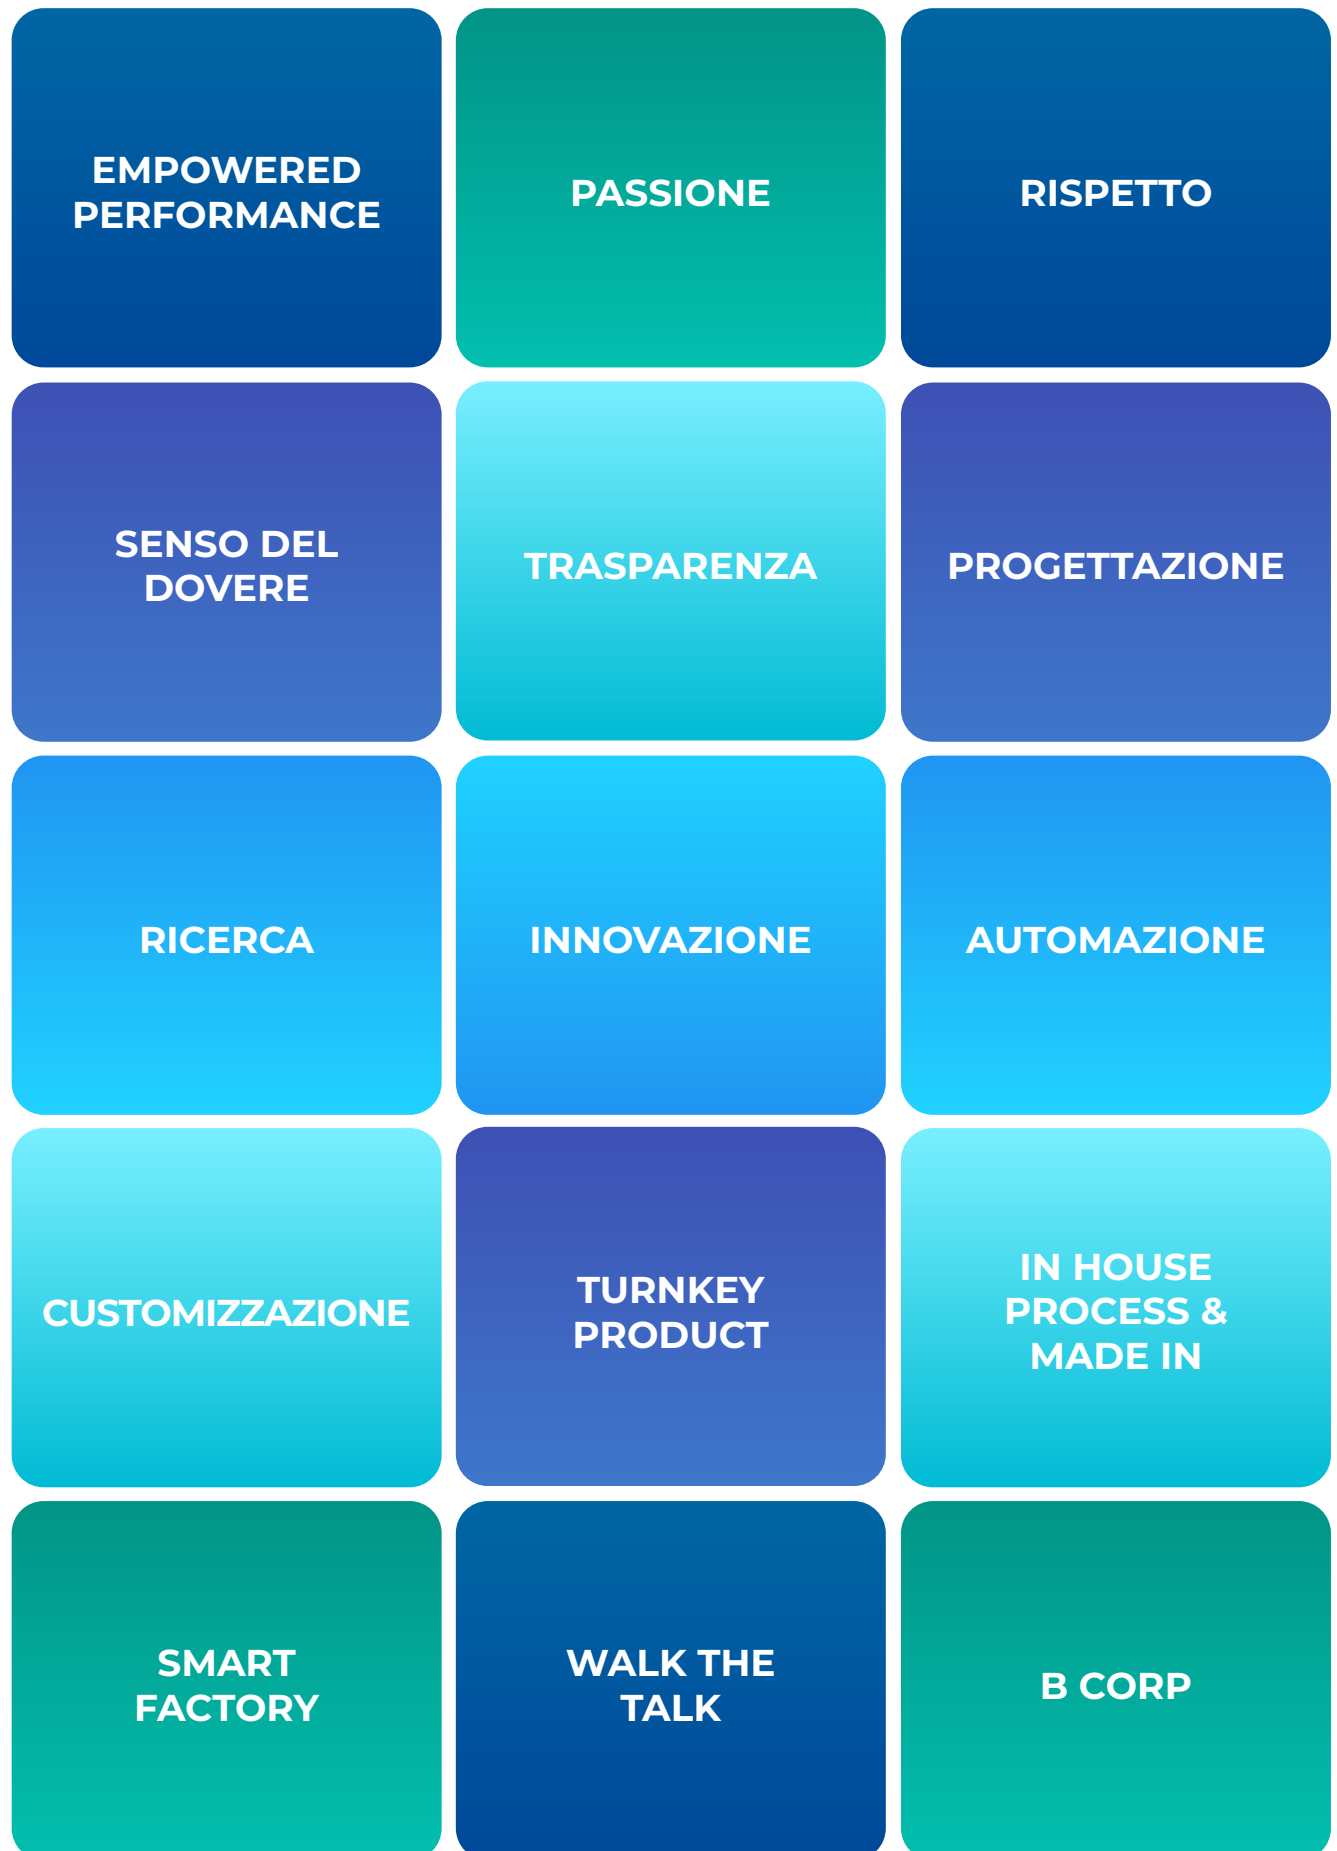 EMPOWERED
PERFORMANCE
PASSIONE
RISPETTO
SENSO DEL
DOVERE
TRASPARENZA
PROGETTAZIONE
RICERCA
INNOVAZIONE
AUTOMAZIONE
CUSTOMIZZAZIONE
TURNKEY
PRODUCT
IN HOUSE
PROCESS &
MADE IN
SMART
FACTORY
WALK THE
TALK
B CORP